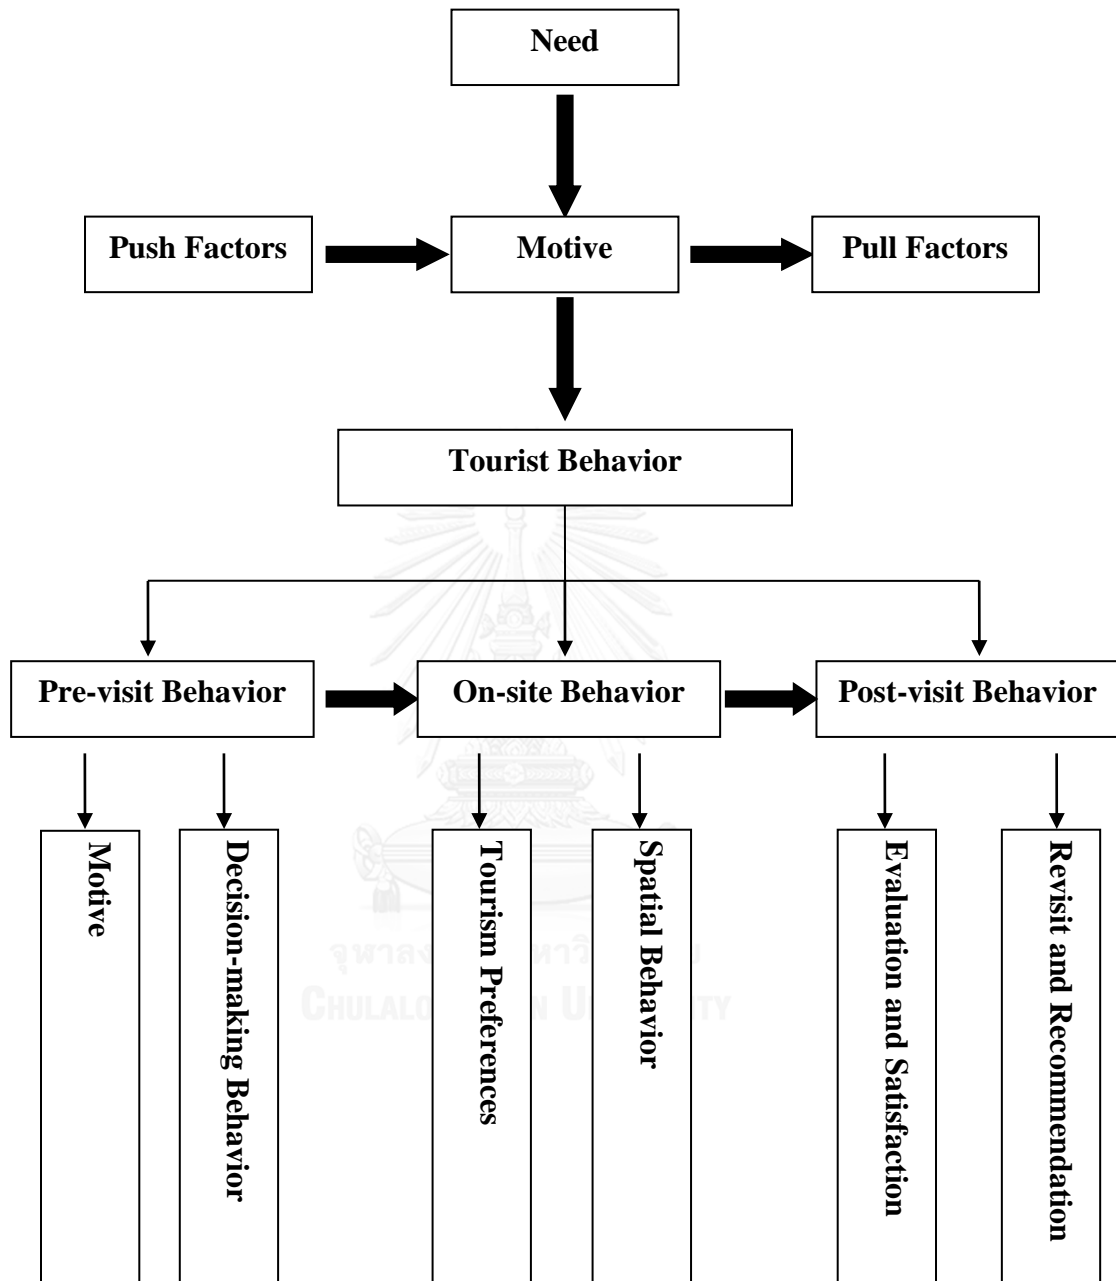 Need
Push Factors
Motive
Pull Factors
Tourist Behavior
Pre-visit Behavior
On-site Behavior
Post-visit Behavior
Motive
Decision-making Behavior
Tourism Preferences
Spatial Behavior
Evaluation and Satisfaction
Revisit and Recommendation